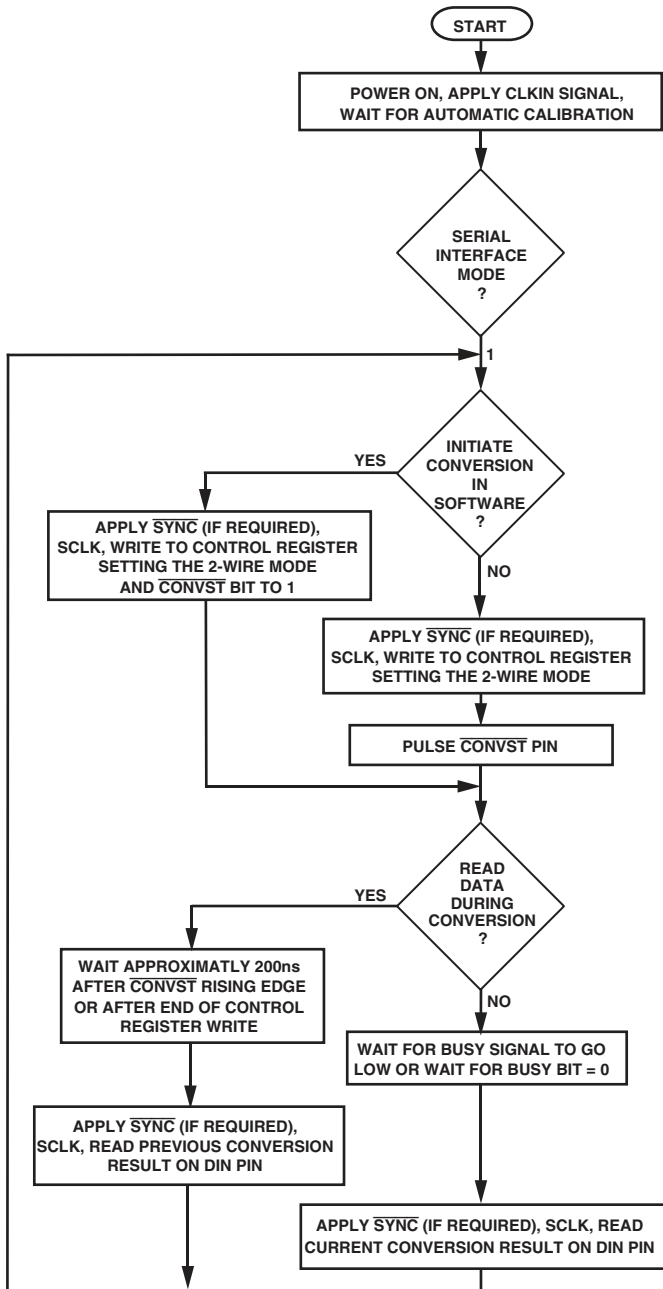 START
POWER ON, APPLY CLKIN SIGNAL,
WAIT FOR AUTOMATIC CALIBRATION
SERIAL
INTERFACE
MODE
?
1
INITIATE
CONVERSION
IN
SOFTWARE
?
YES
APPLY SYNC (IF REQUIRED),
SCLK, WRITE TO CONTROL REGISTER
SETTING THE 2-WIRE MODE
AND CONVST BIT TO 1
NO
APPLY SYNC (IF REQUIRED),
SCLK, WRITE TO CONTROL REGISTER
SETTING THE 2-WIRE MODE
PULSE CONVST PIN
READ
DATA
DURING
CONVERSION
?
YES
WAIT APPROXIMATLY 200ns
AFTER CONVST RISING EDGE
OR AFTER END OF CONTROL
REGISTER WRITE
NO
WAIT FOR BUSY SIGNAL TO GO
LOW OR WAIT FOR BUSY BIT = 0
APPLY SYNC (IF REQUIRED),
SCLK, READ PREVIOUS CONVERSION
RESULT ON DIN PIN
APPLY SYNC (IF REQUIRED), SCLK, READ
CURRENT CONVERSION RESULT ON DIN PIN